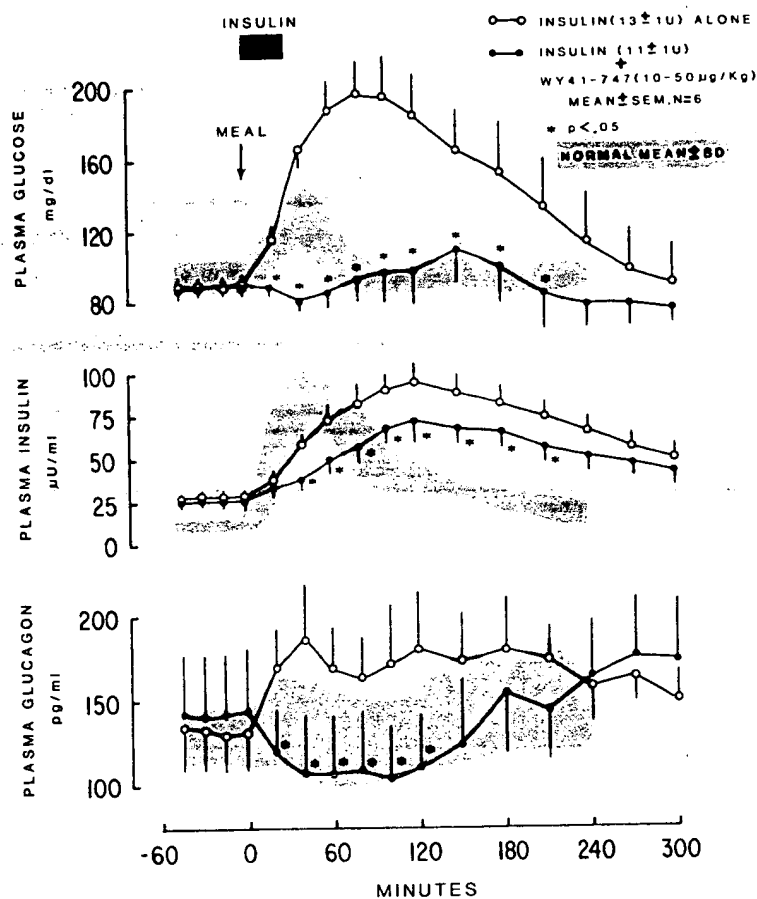 INSULIN
INSULIN (13 ± 1U) ALONE
INSULIN (11 ± 1U)
+
WY41-747 (10-50 µg/Kg)
MEAN ± SEM, N=6
* p < .05
NORMAL MEAN ± SD
MEAL
PLASMA GLUCOSE
mg/dl
200
160
120
80
PLASMA INSULIN
µU/ml
100
75
50
25
0
PLASMA GLUCAGON
pg/ml
200
150
100
-60 0 60 120 180 240 300
MINUTES